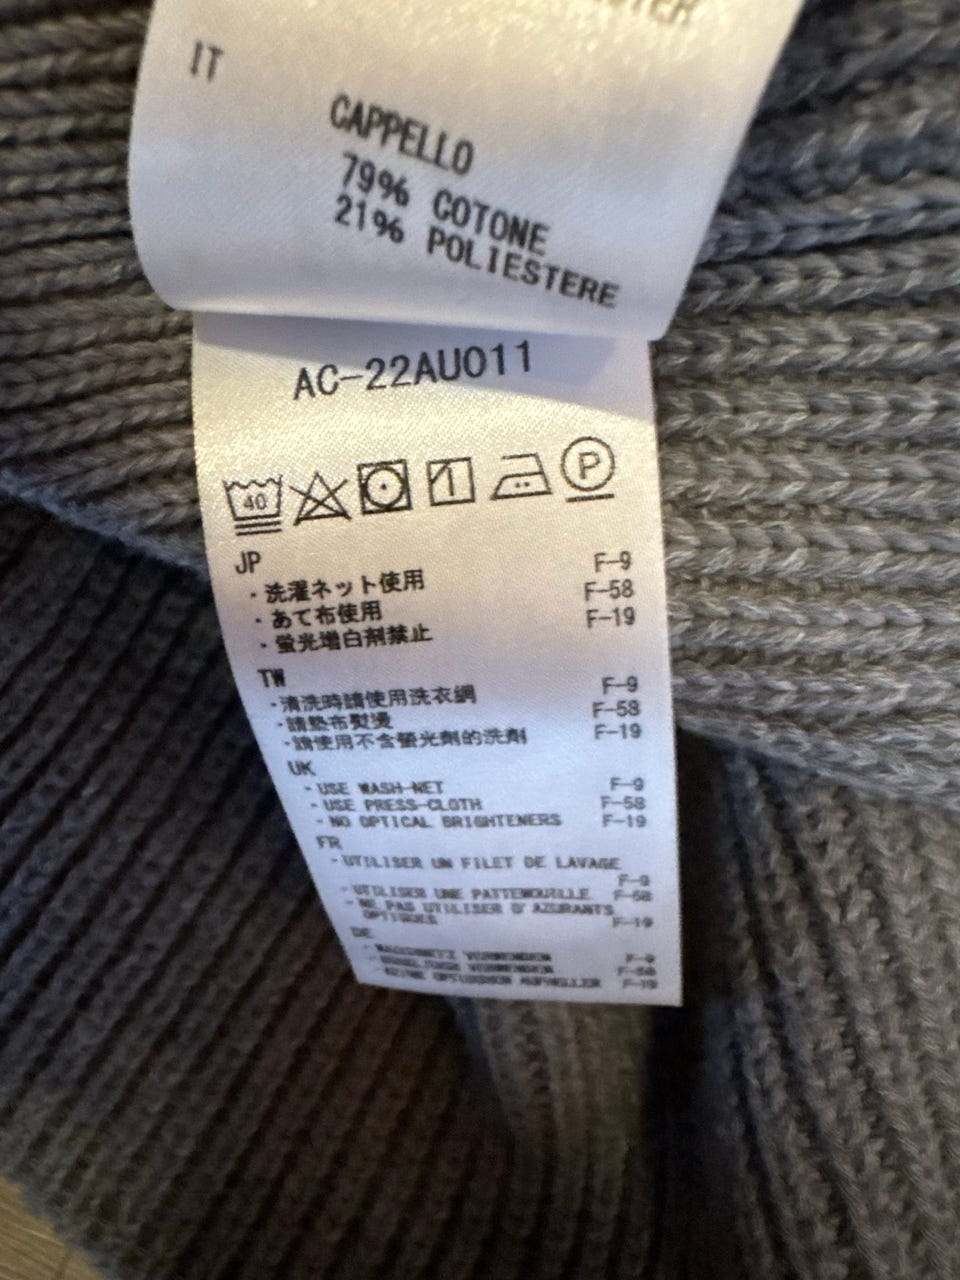 IT
CAPPELLO
79% COTONE
21% POLIESTERE
AC-22AU011
40
P
JP
・洗濯ネット使用 F-9
・あて布使用 F-58
・蛍光増白剤禁止 F-19
TW
・清洗時請使用洗衣網 F-9
・請墊布熨燙 F-58
・請使用不含螢光劑的洗劑 F-19
UK
・USE WASH-NET F-9
・USE PRESS-CLOTH F-58
・NO OPTICAL BRIGHTENERS F-19
FR
・UTILISER UN FILET DE LAVAGE
F-9
・UTILISER UNE PATTEMOUILLE F-58
・NE PAS UTILISER D'AZURANTS
OPTIQUES F-19
DE
VERWENDEN F-9
VERWENDEN F-58
F-19